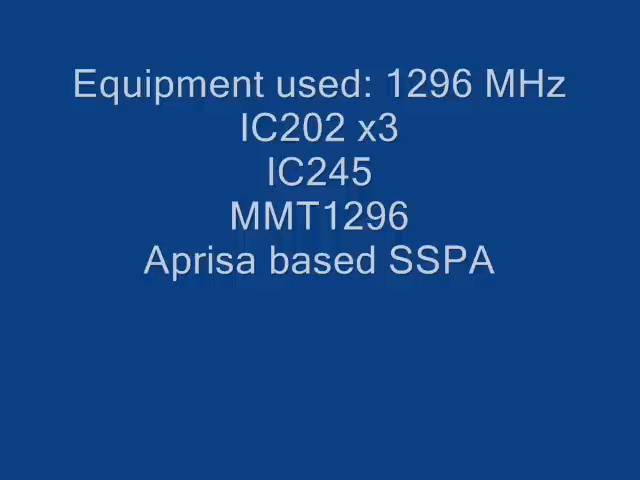 Equipment used: 1296 MHz
IC202 x3
IC245
MMT1296
Aprisa based SSPA